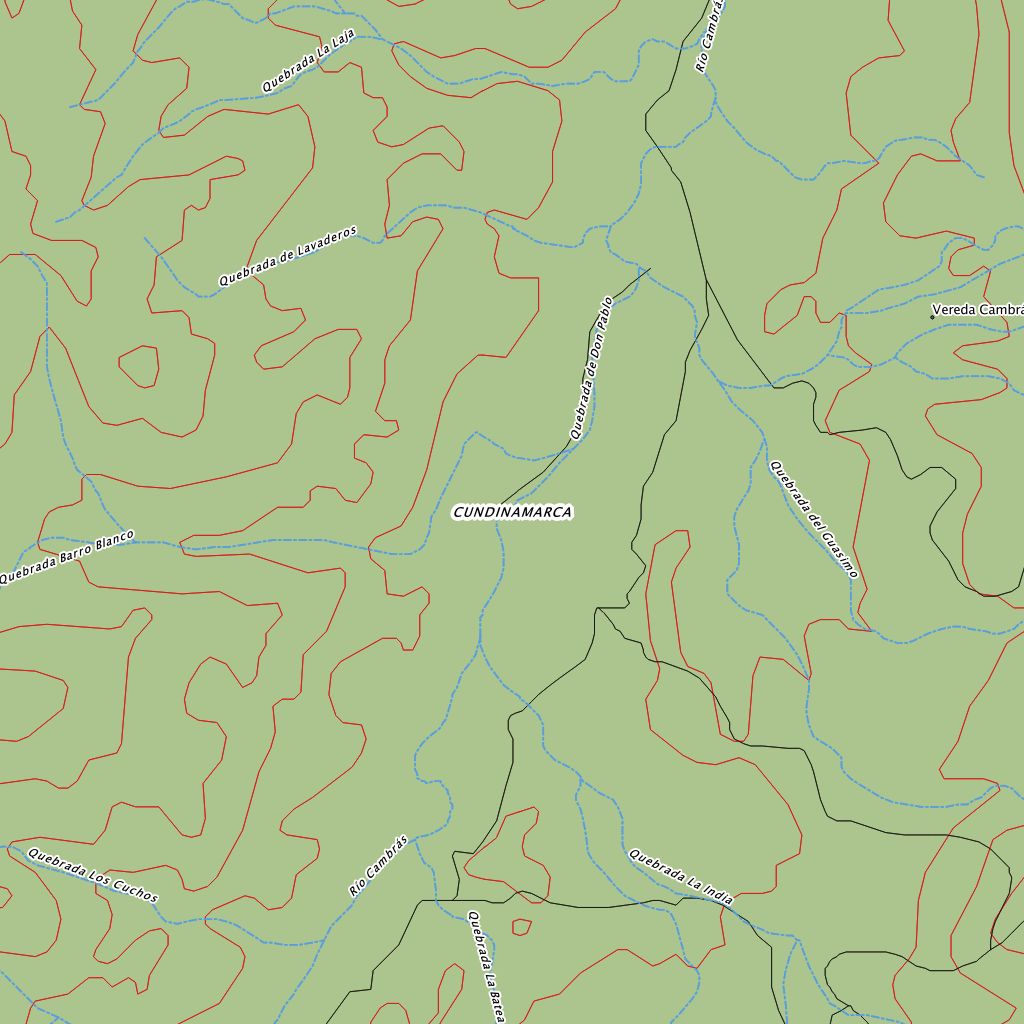 Río Cambrás
Quebrada La Laja
Quebrada de Lavaderos
Vereda Cambrá
Quebrada de Don Pablo
CUNDINAMARCA
Quebrada del Guasimo
Quebrada Barro Blanco
Quebrada Los Cuchos
Río Cambrás
Quebrada La India
Quebrada La Batea